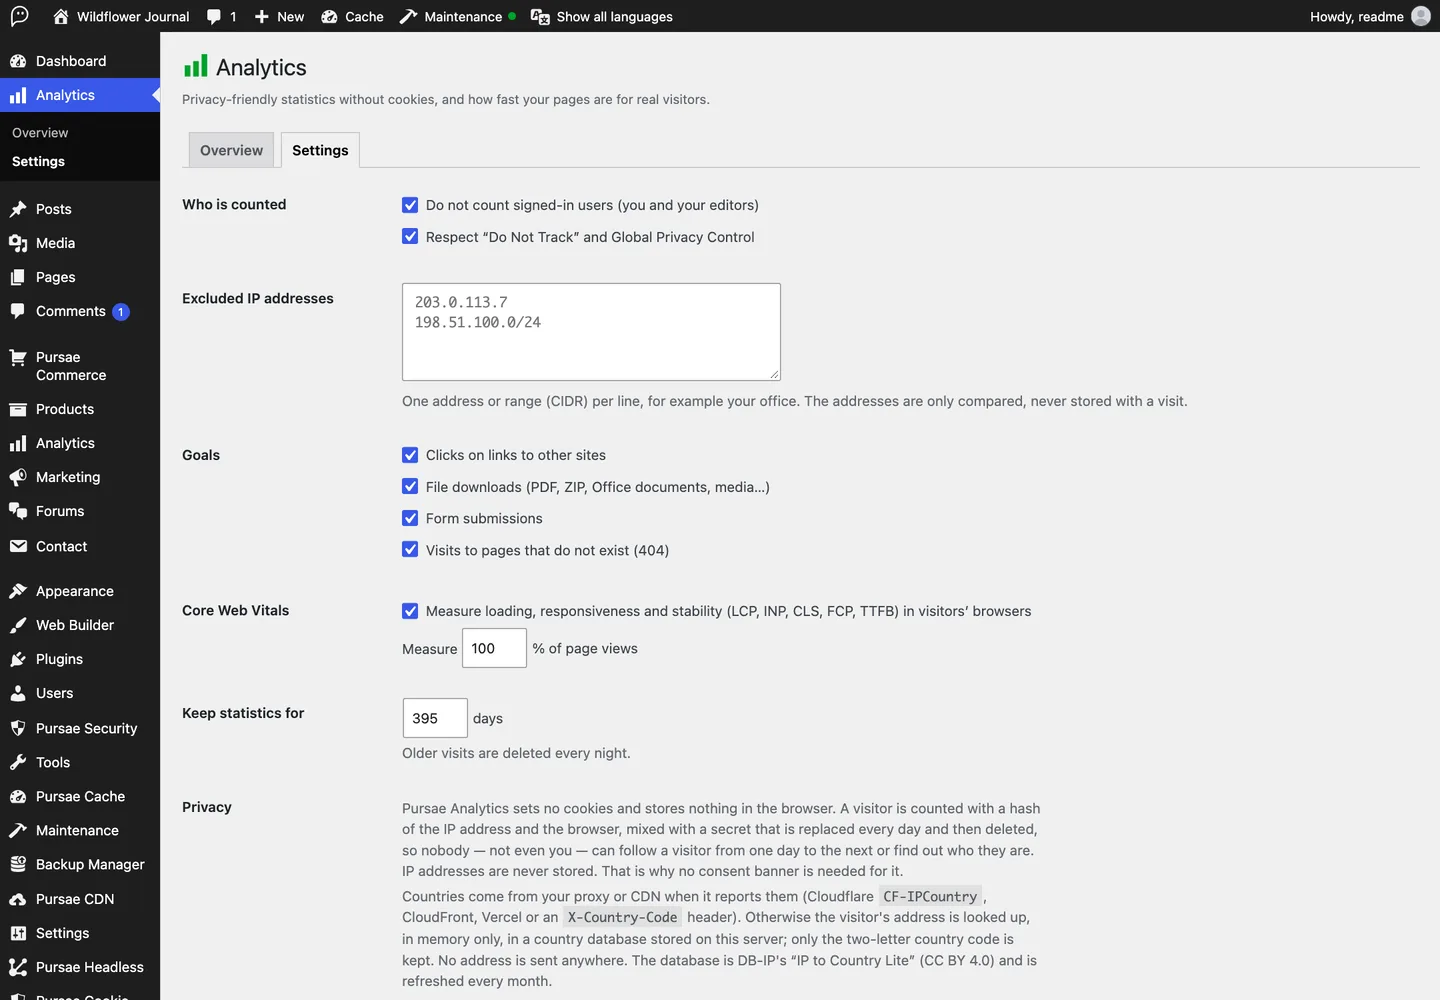 Wildflower Journal
1
New
Cache
Maintenance
Show all languages
Howdy, readme
Dashboard
Analytics
Overview
Settings
Posts
Media
Pages
Comments 1
Pursae
Commerce
Products
Analytics
Marketing
Forums
Contact
Appearance
Web Builder
Plugins
Users
Pursae Security
Tools
Pursae Cache
Maintenance
Backup Manager
Pursae CDN
Settings
Pursae Headless
Pursae Cookie
Analytics
Privacy-friendly statistics without cookies, and how fast your pages are for real visitors.
Overview
Settings
Who is counted
Do not count signed-in users (you and your editors)
Respect “Do Not Track” and Global Privacy Control
Excluded IP addresses
203.0.113.7
198.51.100.0/24
One address or range (CIDR) per line, for example your office. The addresses are only compared, never stored with a visit.
Goals
Clicks on links to other sites
File downloads (PDF, ZIP, Office documents, media…)
Form submissions
Visits to pages that do not exist (404)
Core Web Vitals
Measure loading, responsiveness and stability (LCP, INP, CLS, FCP, TTFB) in visitors’ browsers
Measure 100 % of page views
Keep statistics for
395 days
Older visits are deleted every night.
Privacy
Pursae Analytics sets no cookies and stores nothing in the browser. A visitor is counted with a hash
of the IP address and the browser, mixed with a secret that is replaced every day and then deleted,
so nobody — not even you — can follow a visitor from one day to the next or find out who they are.
IP addresses are never stored. That is why no consent banner is needed for it.
Countries come from your proxy or CDN when it reports them (Cloudflare CF-IPCountry ,
CloudFront, Vercel or an X-Country-Code header). Otherwise the visitor's address is looked up,
in memory only, in a country database stored on this server; only the two-letter country code is
kept. No address is sent anywhere. The database is DB-IP's “IP to Country Lite” (CC BY 4.0) and is
refreshed every month.